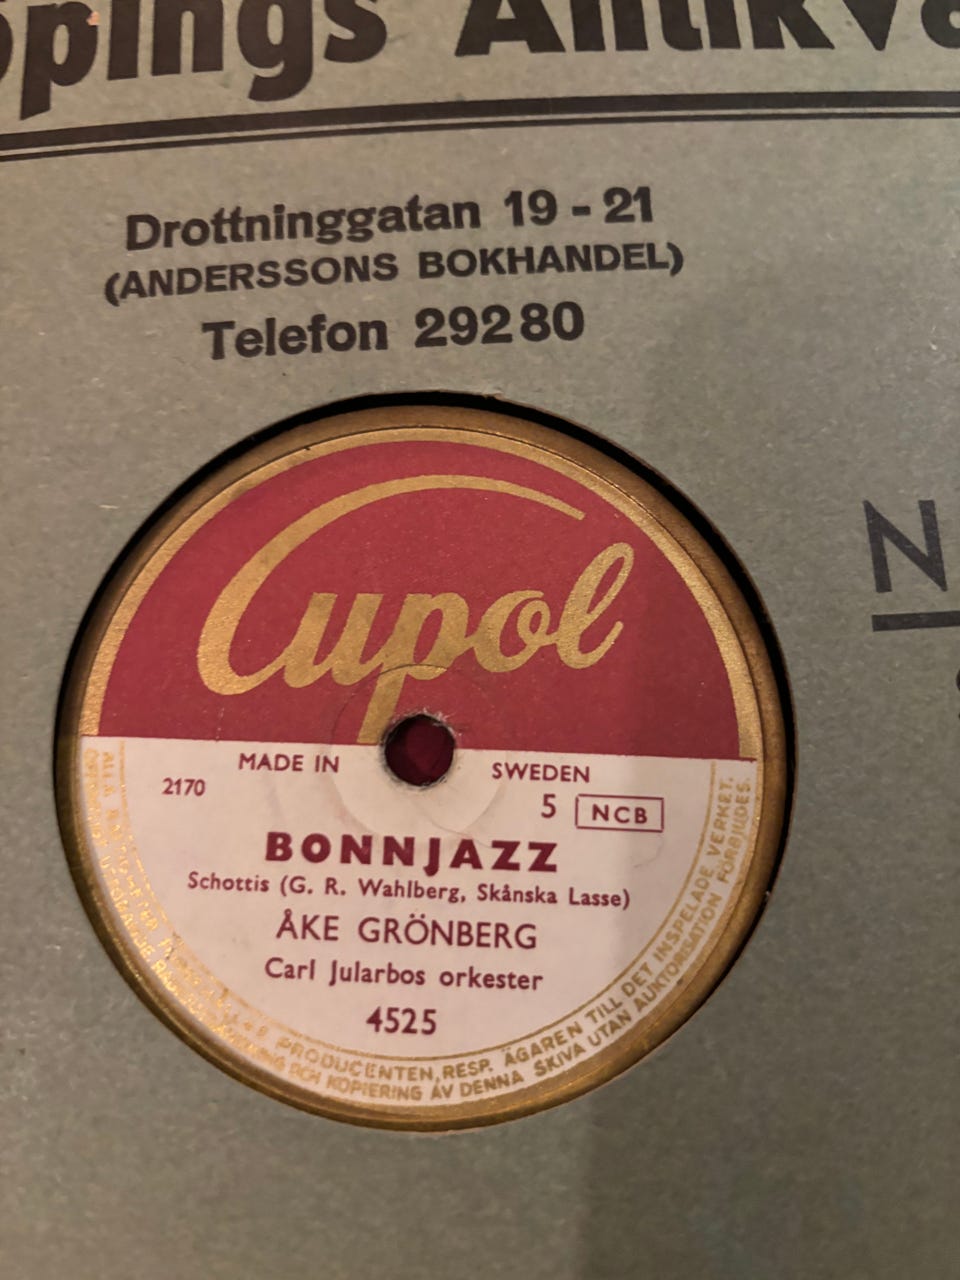 Drottninggatan 19 - 21
(ANDERSSONS BOKHANDEL)
Telefon 29280
N
Cupol
MADE IN SWEDEN
2170
5 NCB
BONNJAZZ
Schottis (G. R. Wahlberg, Skånska Lasse)
ÅKE GRÖNBERG
Carl Jularbos orkester
4525
PRODUCENTEN, RESP. ÄGAREN TILL DET INSPELADE VERKET.
OCH KOPIERING AV DENNA SKIVA UTAN AUKTORISATION FÖRBJUDES.